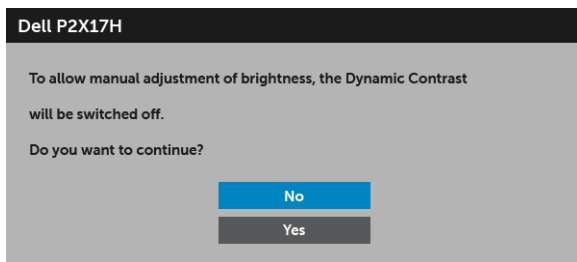 Dell P2X17H
To allow manual adjustment of brightness, the Dynamic Contrast
will be switched off.
Do you want to continue?
No
Yes